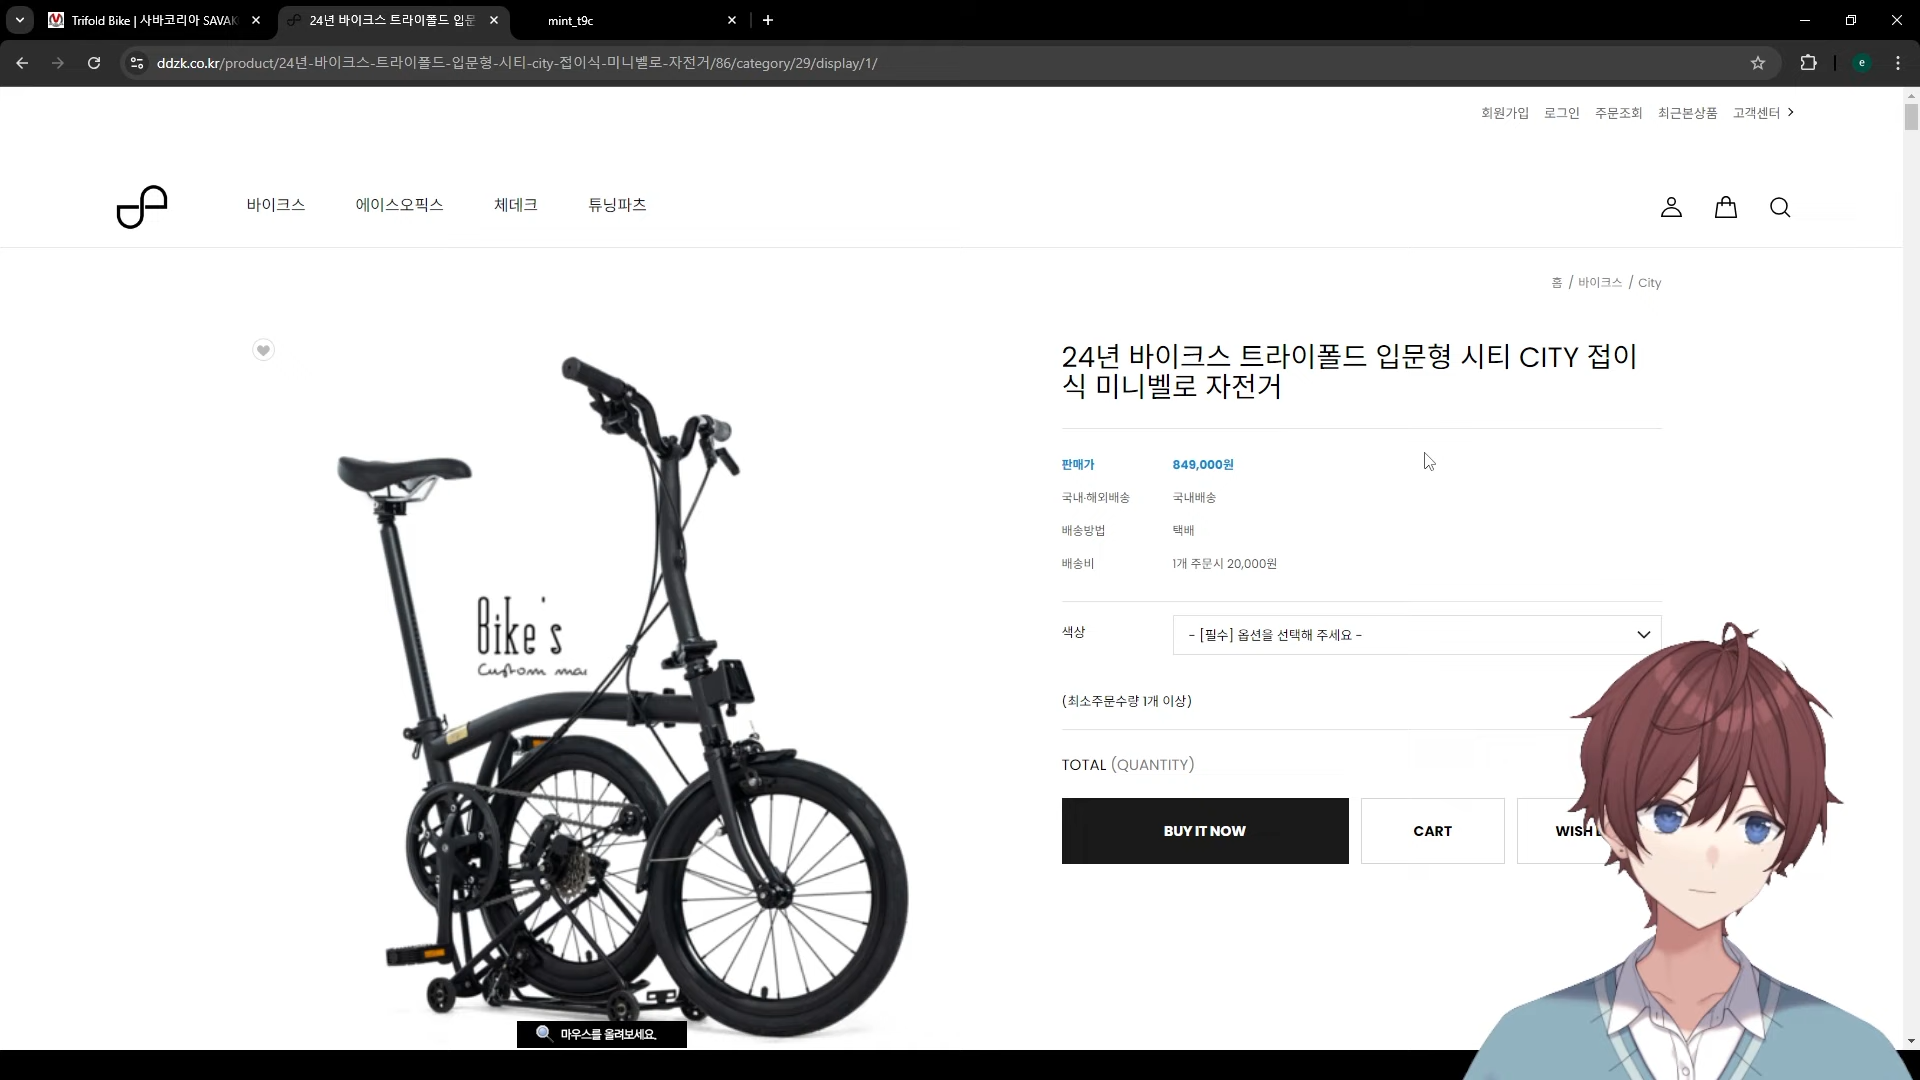 Trifold Bike | 사바코리아 SAVAK
24년 바이크스 트라이폴드 입문
mint_t9c
ddzk.co.kr/product/24년-바이크스-트라이폴드-입문형-시티-city-접이식-미니벨로-자전거/86/category/29/display/1/
e
회원가입 로그인 주문조회 최근본상품 고객센터
바이크스 에이스오픽스 체데크 튜닝파츠
홈 / 바이크스 / City
24년 바이크스 트라이폴드 입문형 시티 CITY 접이
식 미니벨로 자전거
판매가 849,000원
국내·해외배송 국내배송
배송방법 택배
배송비 1개 주문시 20,000원
색상 - [필수] 옵션을 선택해 주세요 -
(최소주문수량 1개 이상)
TOTAL (QUANTITY)
BUY IT NOW CART WISH
Bike's
Custom
마우스를 올려보세요.